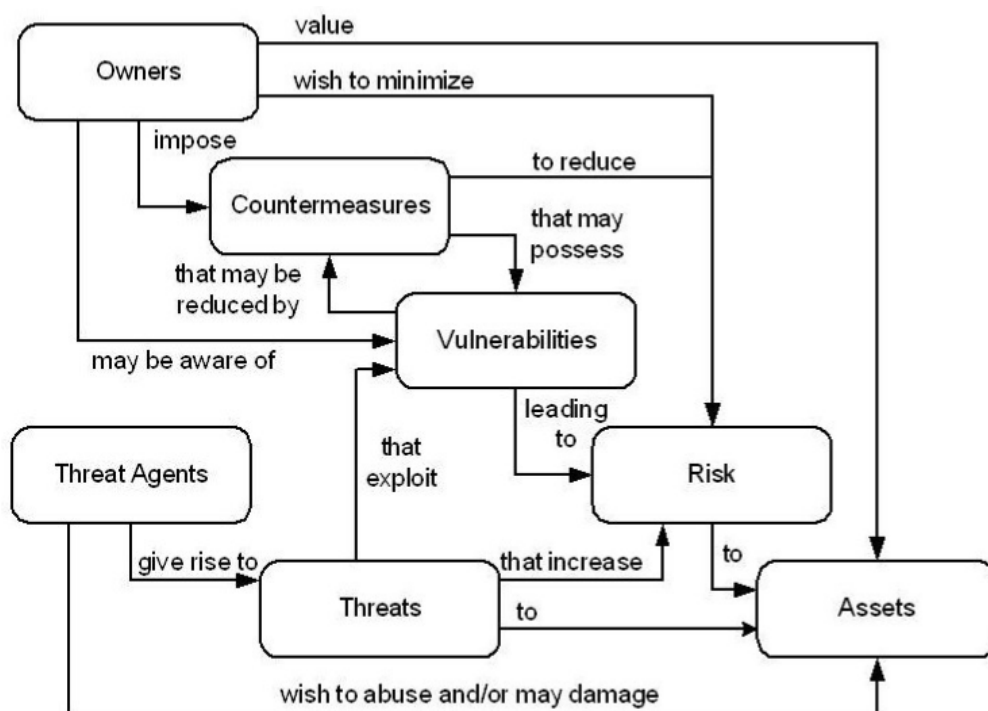 value
Owners
wish to minimize
impose
to reduce
Countermeasures
that may
possess
that may be
reduced by
Vulnerabilities
may be aware of
leading
to
that
exploit
Threat Agents
Risk
give rise to
that increase
to
Threats
to
Assets
wish to abuse and/or may damage